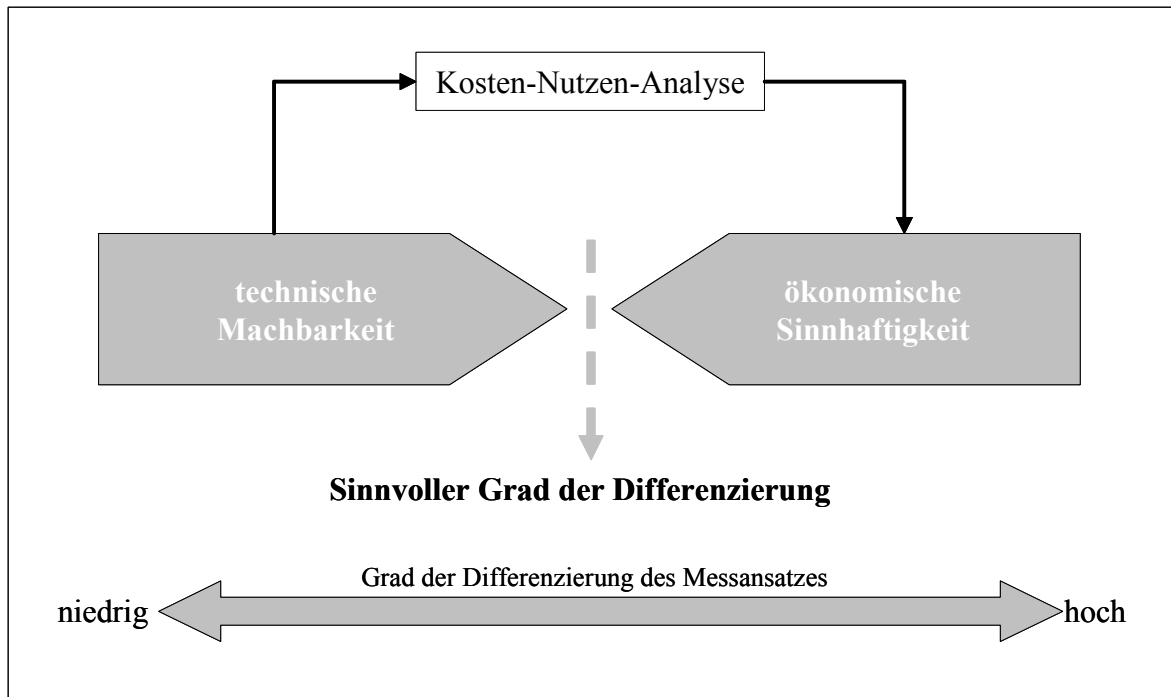 Kosten-Nutzen-Analyse
technische
Machbarkeit
ökonomische
Sinnhaftigkeit
Sinnvoller Grad der Differenzierung
Grad der Differenzierung des Messansatzes
niedrig
hoch